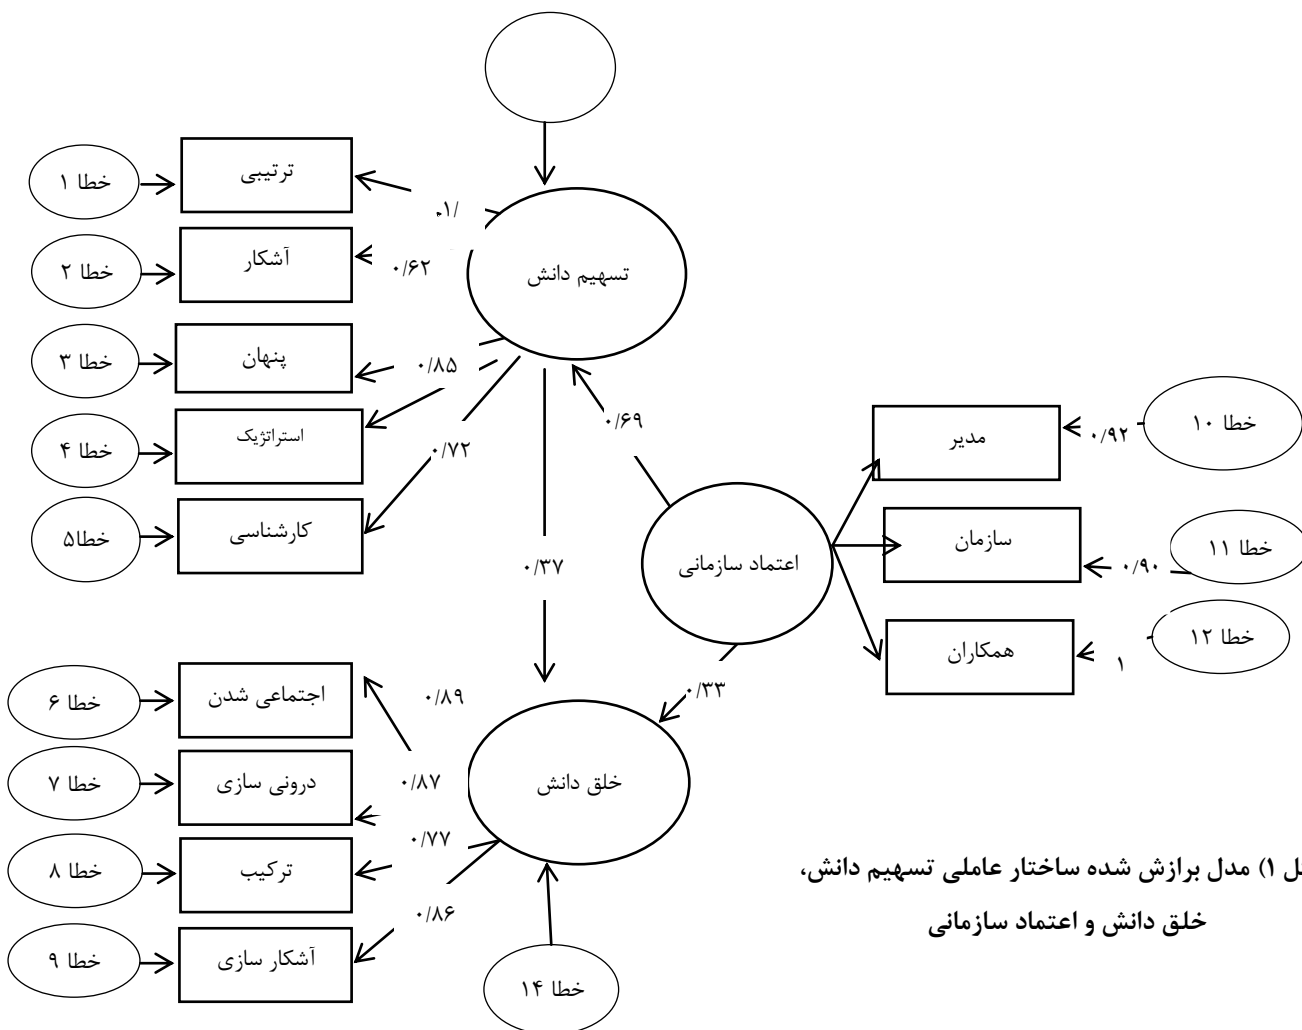 خطا ۱
ترتیبی
خطا ۲
آشکار
۰/۶۲
تسهیم دانش
خطا ۳
پنهان
۰/۸۵
خطا ۴
استراتژیک
۰/۷۲
خطا۵
کارشناسی
۰/۶۹
۰/۳۷
اعتماد سازمانی
مدیر
۰/۹۲
خطا ۱۰
سازمان
۰/۹۰
خطا ۱۱
همکاران
۱
خطا ۱۲
۰/۳۳
خطا ۶
اجتماعی شدن
۰/۸۹
خطا ۷
درونی سازی
۰/۸۷
خلق دانش
خطا ۸
ترکیب
۰/۷۷
خطا ۹
آشکار سازی
۰/۸۶
خطا ۱۴
۱) مدل برازش شده ساختار عاملی تسهیم دانش،
خلق دانش و اعتماد سازمانی